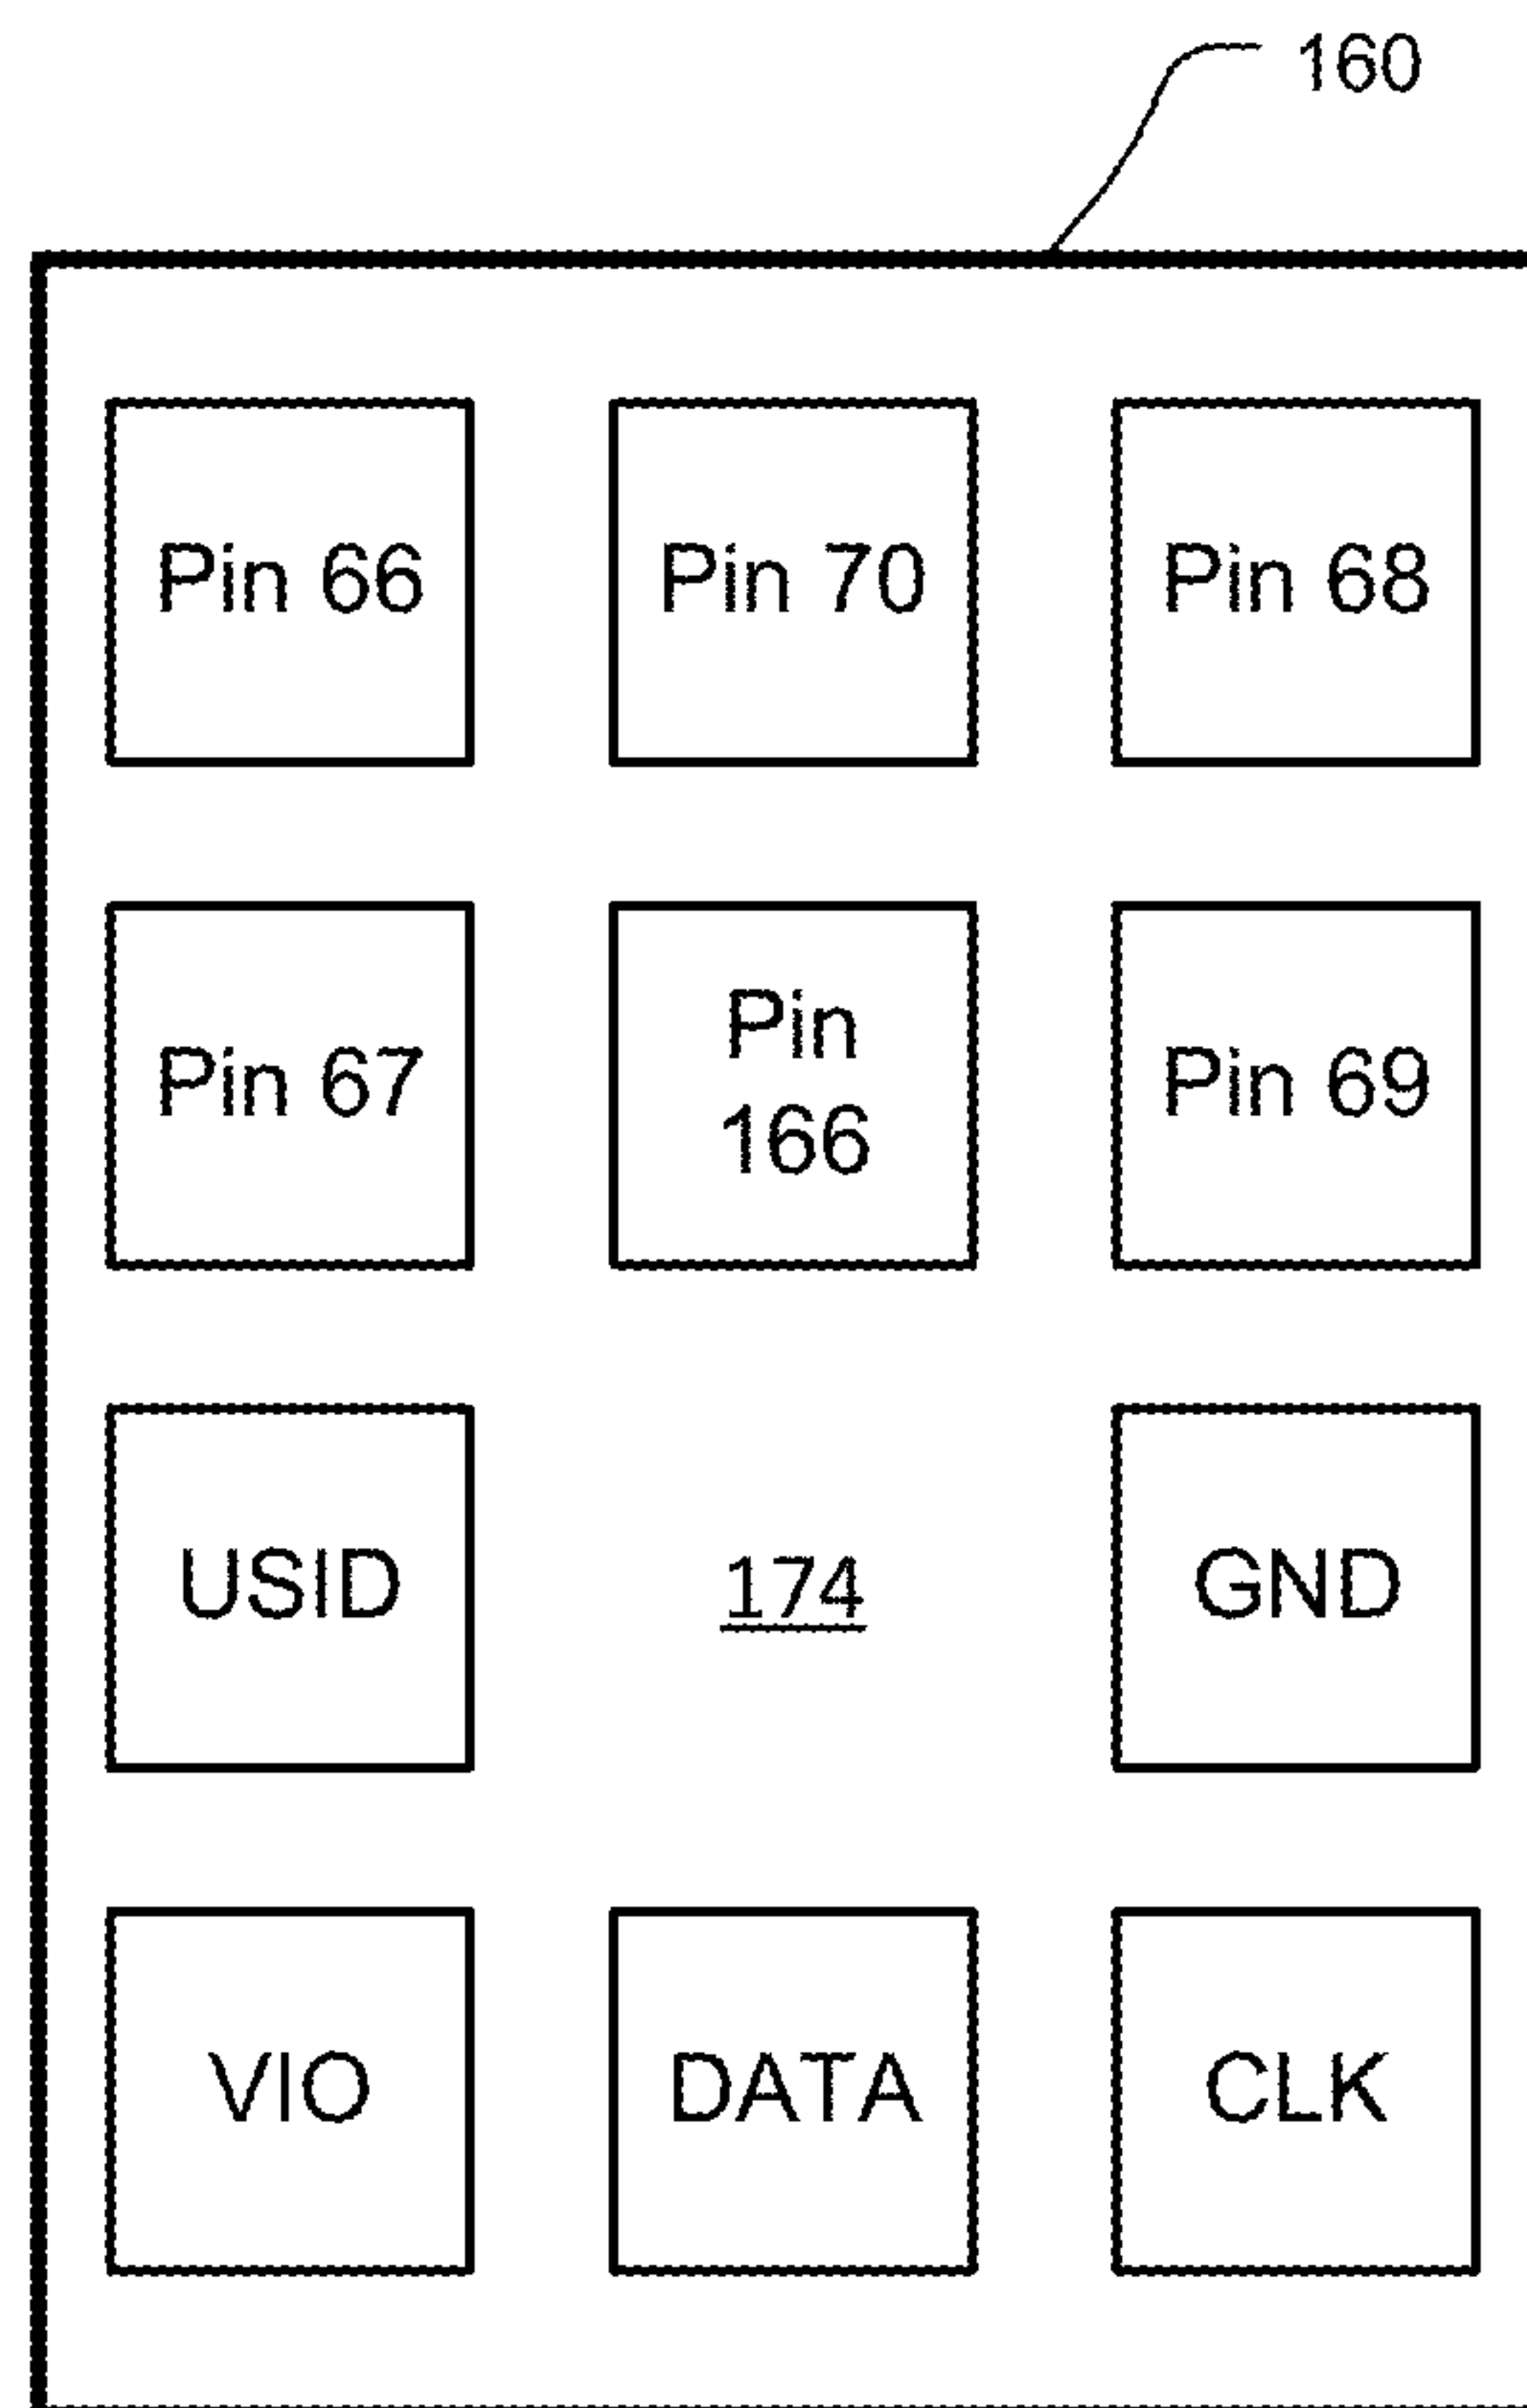 160
Pin 66
Pin 70
Pin 68
Pin 67
Pin
166
Pin 69
USID
174
GND
VIO
DATA
CLK